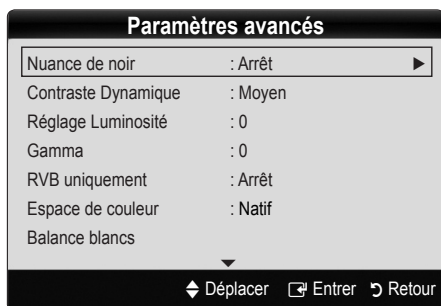 Paramètres avancés
Nuance de noir : Arrêt
Contraste Dynamique : Moyen
Réglage Luminosité : 0
Gamma : 0
RVB uniquement : Arrêt
Espace de couleur : Natif
Balance blancs
Déplacer Entrer Retour